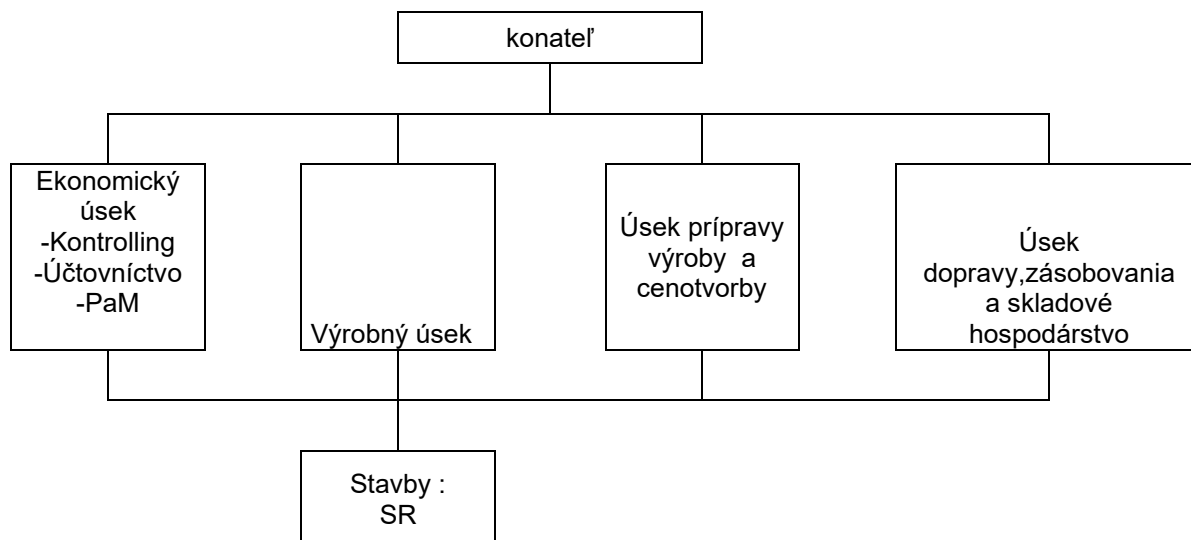 konateľ
Ekonomický
úsek
-Kontrolling
-Účtovníctvo
-PaM
Výrobný úsek
Úsek prípravy
výroby a
cenotvorby
Úsek
dopravy,zásobovania
a skladové
hospodárstvo
Stavby :
SR